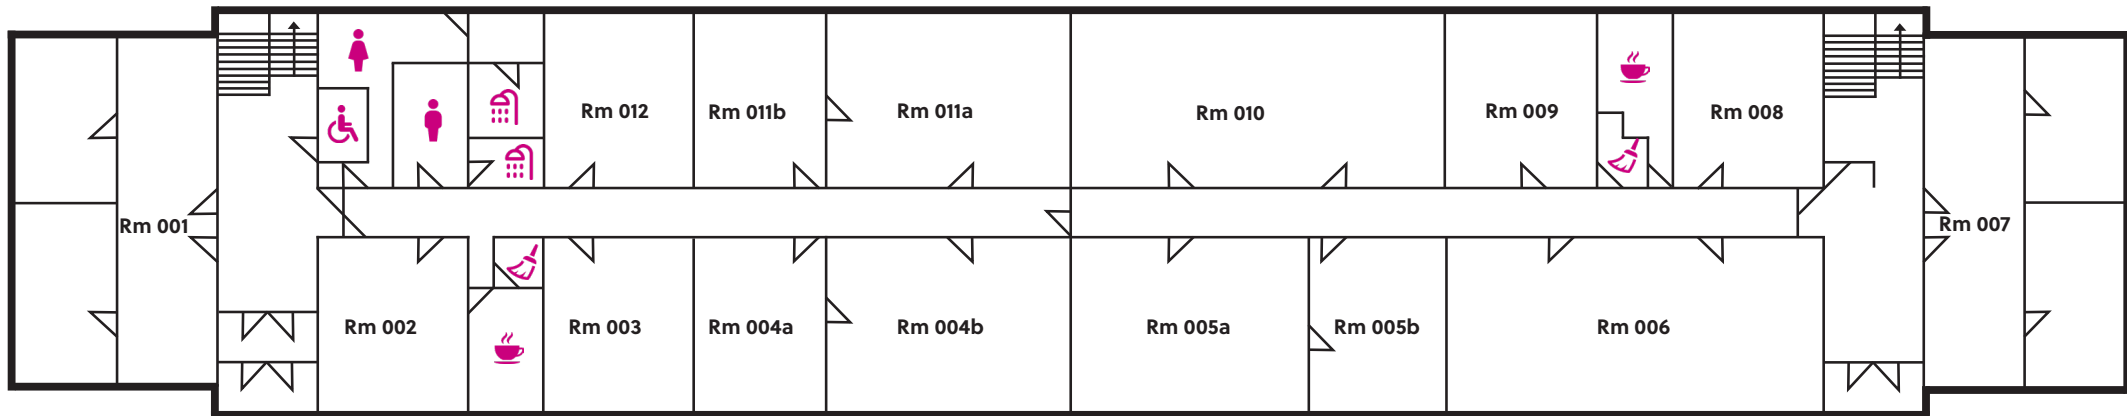 Rm 012
Rm 011b
Rm 011a
Rm 010
Rm 009
Rm 008
Rm 001
Rm 007
Rm 002
Rm 003
Rm 004a
Rm 004b
Rm 005a
Rm 005b
Rm 006